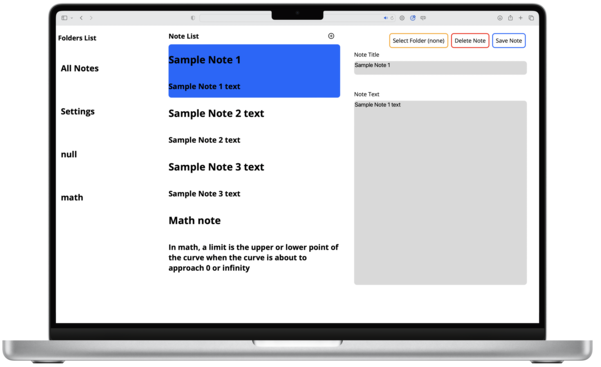 Folders List
All Notes
Settings
null
math
Note List
Sample Note 1
Sample Note 1 text
Sample Note 2 text
Sample Note 2 text
Sample Note 3 text
Sample Note 3 text
Math note
In math, a limit is the upper or lower point of
the curve when the curve is about to
approach 0 or infinity
Select Folder (none)
Delete Note
Save Note
Note Title
Sample Note 1
Note Text
Sample Note 1 text